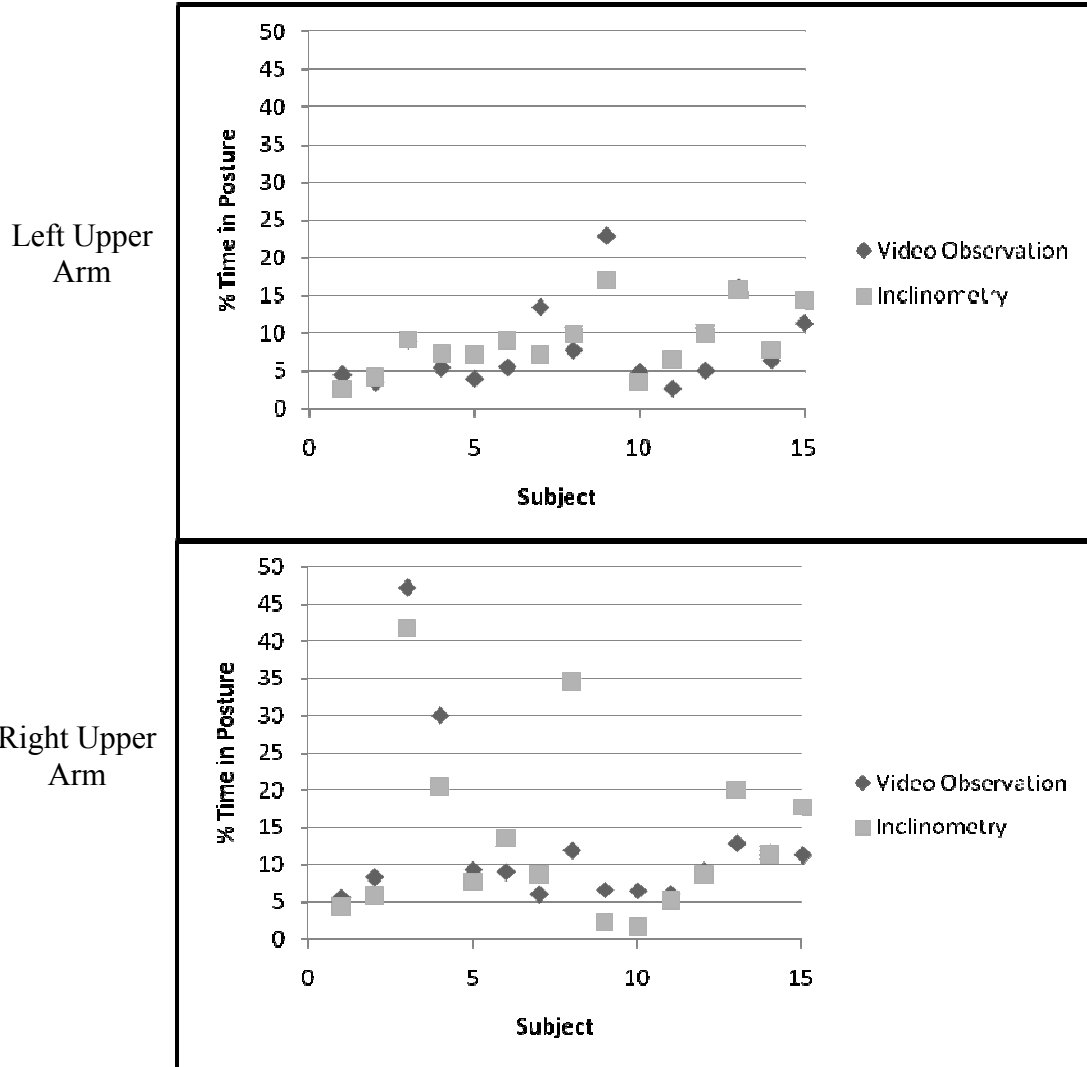 Left Upper
Arm
% Time in Posture
50
45
40
35
30
25
20
15
10
5
0
0 5 10 15
Subject
Video Observation
Inclinometry
Right Upper
Arm
% Time in Posture
50
45
40
35
30
25
20
15
10
5
0
0 5 10 15
Subject
Video Observation
Inclinometry